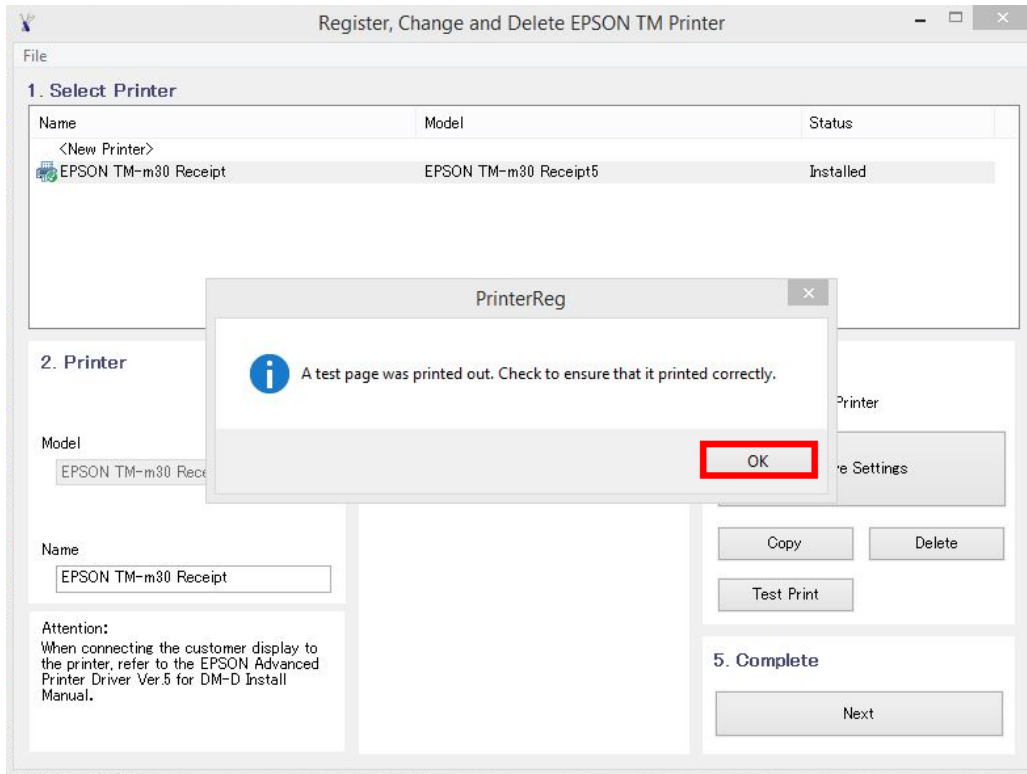 Register, Change and Delete EPSON TM Printer
File
1. Select Printer
Name Model Status
<New Printer>
EPSON TM-m30 Receipt EPSON TM-m30 Receipt5 Installed
PrinterReg
A test page was printed out. Check to ensure that it printed correctly.
OK
2. Printer
Model
EPSON TM-m30
Name
EPSON TM-m30 Receipt
Attention:
When connecting the customer display to
the printer, refer to the EPSON Advanced
Printer Driver Ver.5 for DM-D Install
Manual.
Printer
Settings
Copy Delete
Test Print
5. Complete
Next